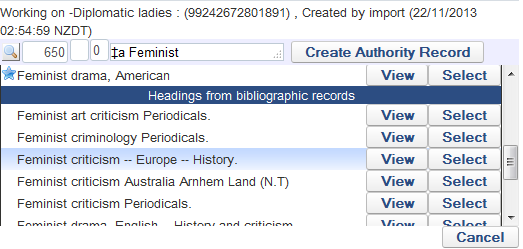 Working on -Diplomatic ladies : (99242672801891) , Created by import (22/11/2013
02:54:59 NZDT)
650 0 ‡a Feminist Create Authority Record
Feminist drama, American View Select
Headings from bibliographic records
Feminist art criticism Periodicals. View Select
Feminist criminology Periodicals. View Select
Feminist criticism -- Europe -- History. View Select
Feminist criticism Australia Arnhem Land (N.T) View Select
Feminist criticism Periodicals. View Select
Feminist drama, English -- History and criticism View Select
Cancel